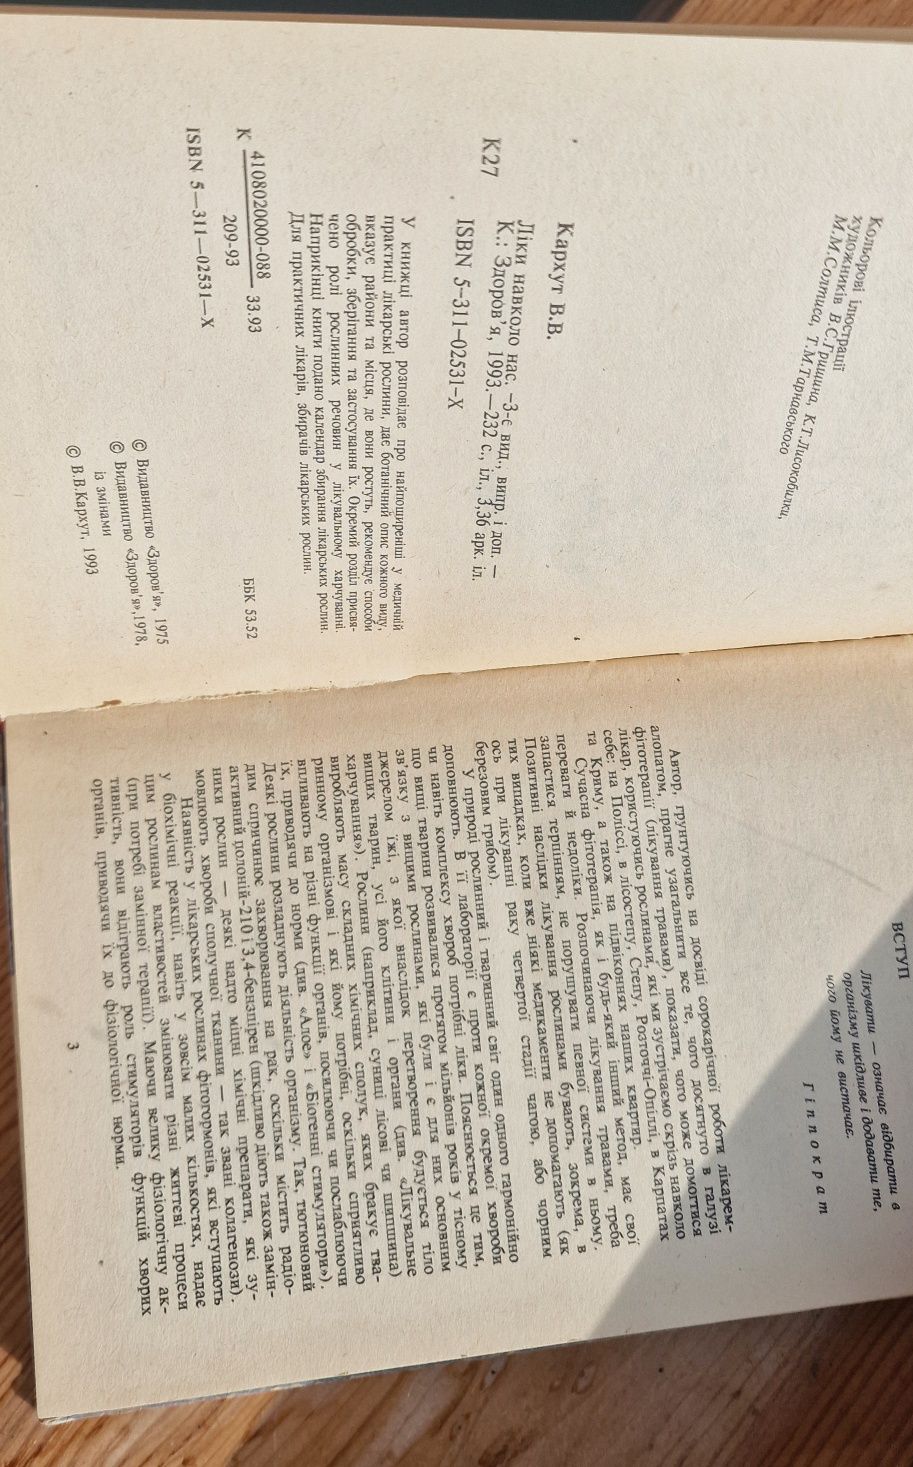 Кольорові ілюстрації
художників В.С.Гришина, К.Т.Лисокобилки,
М.М.Солтиса, Т.М.Тарнавського
Кархут В.В.
К27
Ліки навколо нас. –3-є вид., випр. і доп. —
К.: Здоров'я, 1993.—232 с., іл., 3,36 арк. іл.
ISBN 5–311–02531–X
У книжці автор розповідає про найпоширеніші у медичній
практиці лікарські рослини, дає ботанічний опис кожного виду,
вказує райони та місця, де вони ростуть, рекомендує способи
обробки, зберігання та застосування їх. Окремий розділ присвя-
чено ролі рослинних речовин у лікувальному харчуванні.
Наприкінці книги подано календар збирання лікарських рослин.
Для практичних лікарів, збирачів лікарських рослин.
К 4108020000-088 33.93
209-93
ББК 53.52
ISBN 5—311—02531—X
© Видавництво «Здоров'я», 1975
© Видавництво «Здоров'я»,1978,
із змінами
© В.В.Кархут, 1993
ВСТУП
Лікувати — означає відбирати в
організму шкідливе і додавати те,
чого йому не вистачає.
Гіппократ
Автор, грунтуючись на досвіді сорокарічної роботи лікарем-
алопатом, прагне узагальнити все те, чого досягнуто в галузі
фітотерапії (лікування травами), показати, чого може домогтися
лікар, користуючись рослинами, які ми зустрічаємо скрізь навколо
себе: на Поліссі, в лісостепу, Степу, Розточчі-Опіллі, в Карпатах
та Криму, а також на підвіконнях наших квартир.
Сучасна фітотерапія, як і будь-який інший метод, має свої
переваги й недоліки. Розпочинаючи лікування травами, треба
запастися терпінням, не порушувати певної системи в ньому.
Позитивні наслідки лікування рослинами бувають, зокрема, в
тих випадках, коли вже ніякі медикаменти не допомагають (як
ось при лікуванні раку четвертої стадії чагою, або чорним
березовим грибом).
У природі рослинний і тваринний світ один одного гармонійно
доповнюють. В її лабораторії є проти кожної окремої хвороби
чи навіть комплексу хвороб потрібні ліки. Пояснюється це тим,
що вищі тварини розвивалися протягом мільйонів років у тісному
зв'язку з вищими рослинами, які були і є для них основним
джерелом їжі, з якої внаслідок перетворення будується тіло
вищих тварин, усі його клітини і органи (див. «Лікувальне
харчування»). Рослини (наприклад, суниці лісові чи шипшина)
виробляють масу складних хімічних сполук, яких бракує тва-
ринному організмові і які йому потрібні, оскільки сприятливо
впливають на різні функції органів, посилюючи чи послаблюючи
їх, приводячи до норми (див. «Алое» і «Біогенні стимулятори»).
Деякі рослини розладнують діяльність організму. Так, тютюновий
дим спричинює захворювання на рак, оскільки містить радіо-
активний полоній-210 і 3,4-бензпірен (шкідливо діють також замін-
ники рослин — деякі надто міцні хімічні препарати, які зу-
мовлюють хвороби сполучної тканини — так звані колагенози).
Наявність у лікарських рослинах фітогормонів, які вступають
у біохімічні реакції, навіть у зовсім малих кількостях, надає
цим рослинам властивостей змінювати різні життєві процеси
(при потребі замінної терапії). Маючи велику фізіологічну ак-
тивність, вони відіграють роль стимуляторів функцій хворих
органів, приводячи їх до фізіологічної норми.
3